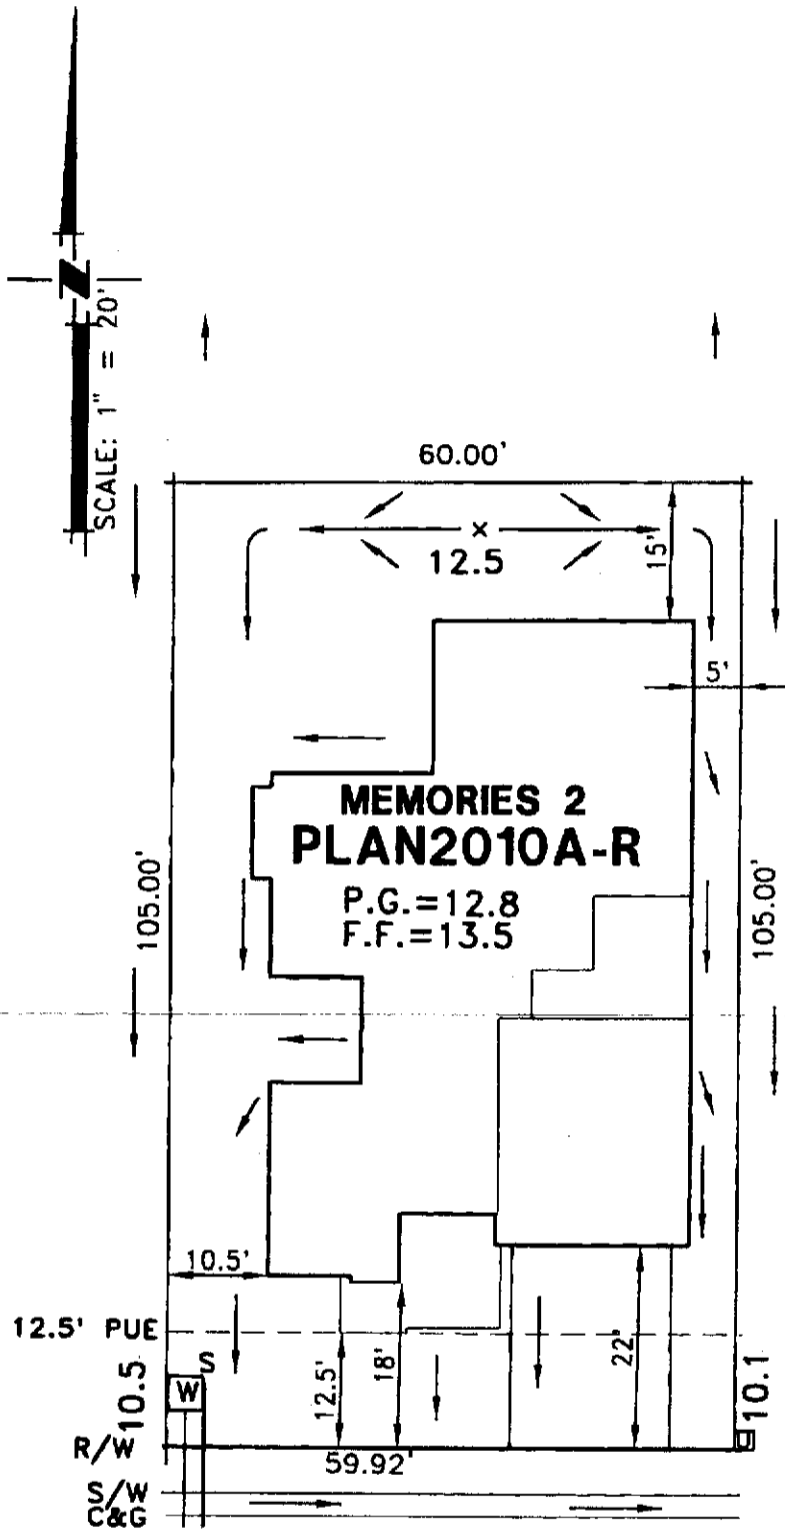 N
SCALE: 1" = 20'
60.00'
x
12.5
15'
5'
MEMORIES 2
PLAN2010A-R
P.G.=12.8
F.F.=13.5
105.00'
105.00'
10.5'
12.5' PUE
10.5
S
W
12.5'
18'
22'
10.1
J
R/W
59.92'
S/W
C&G